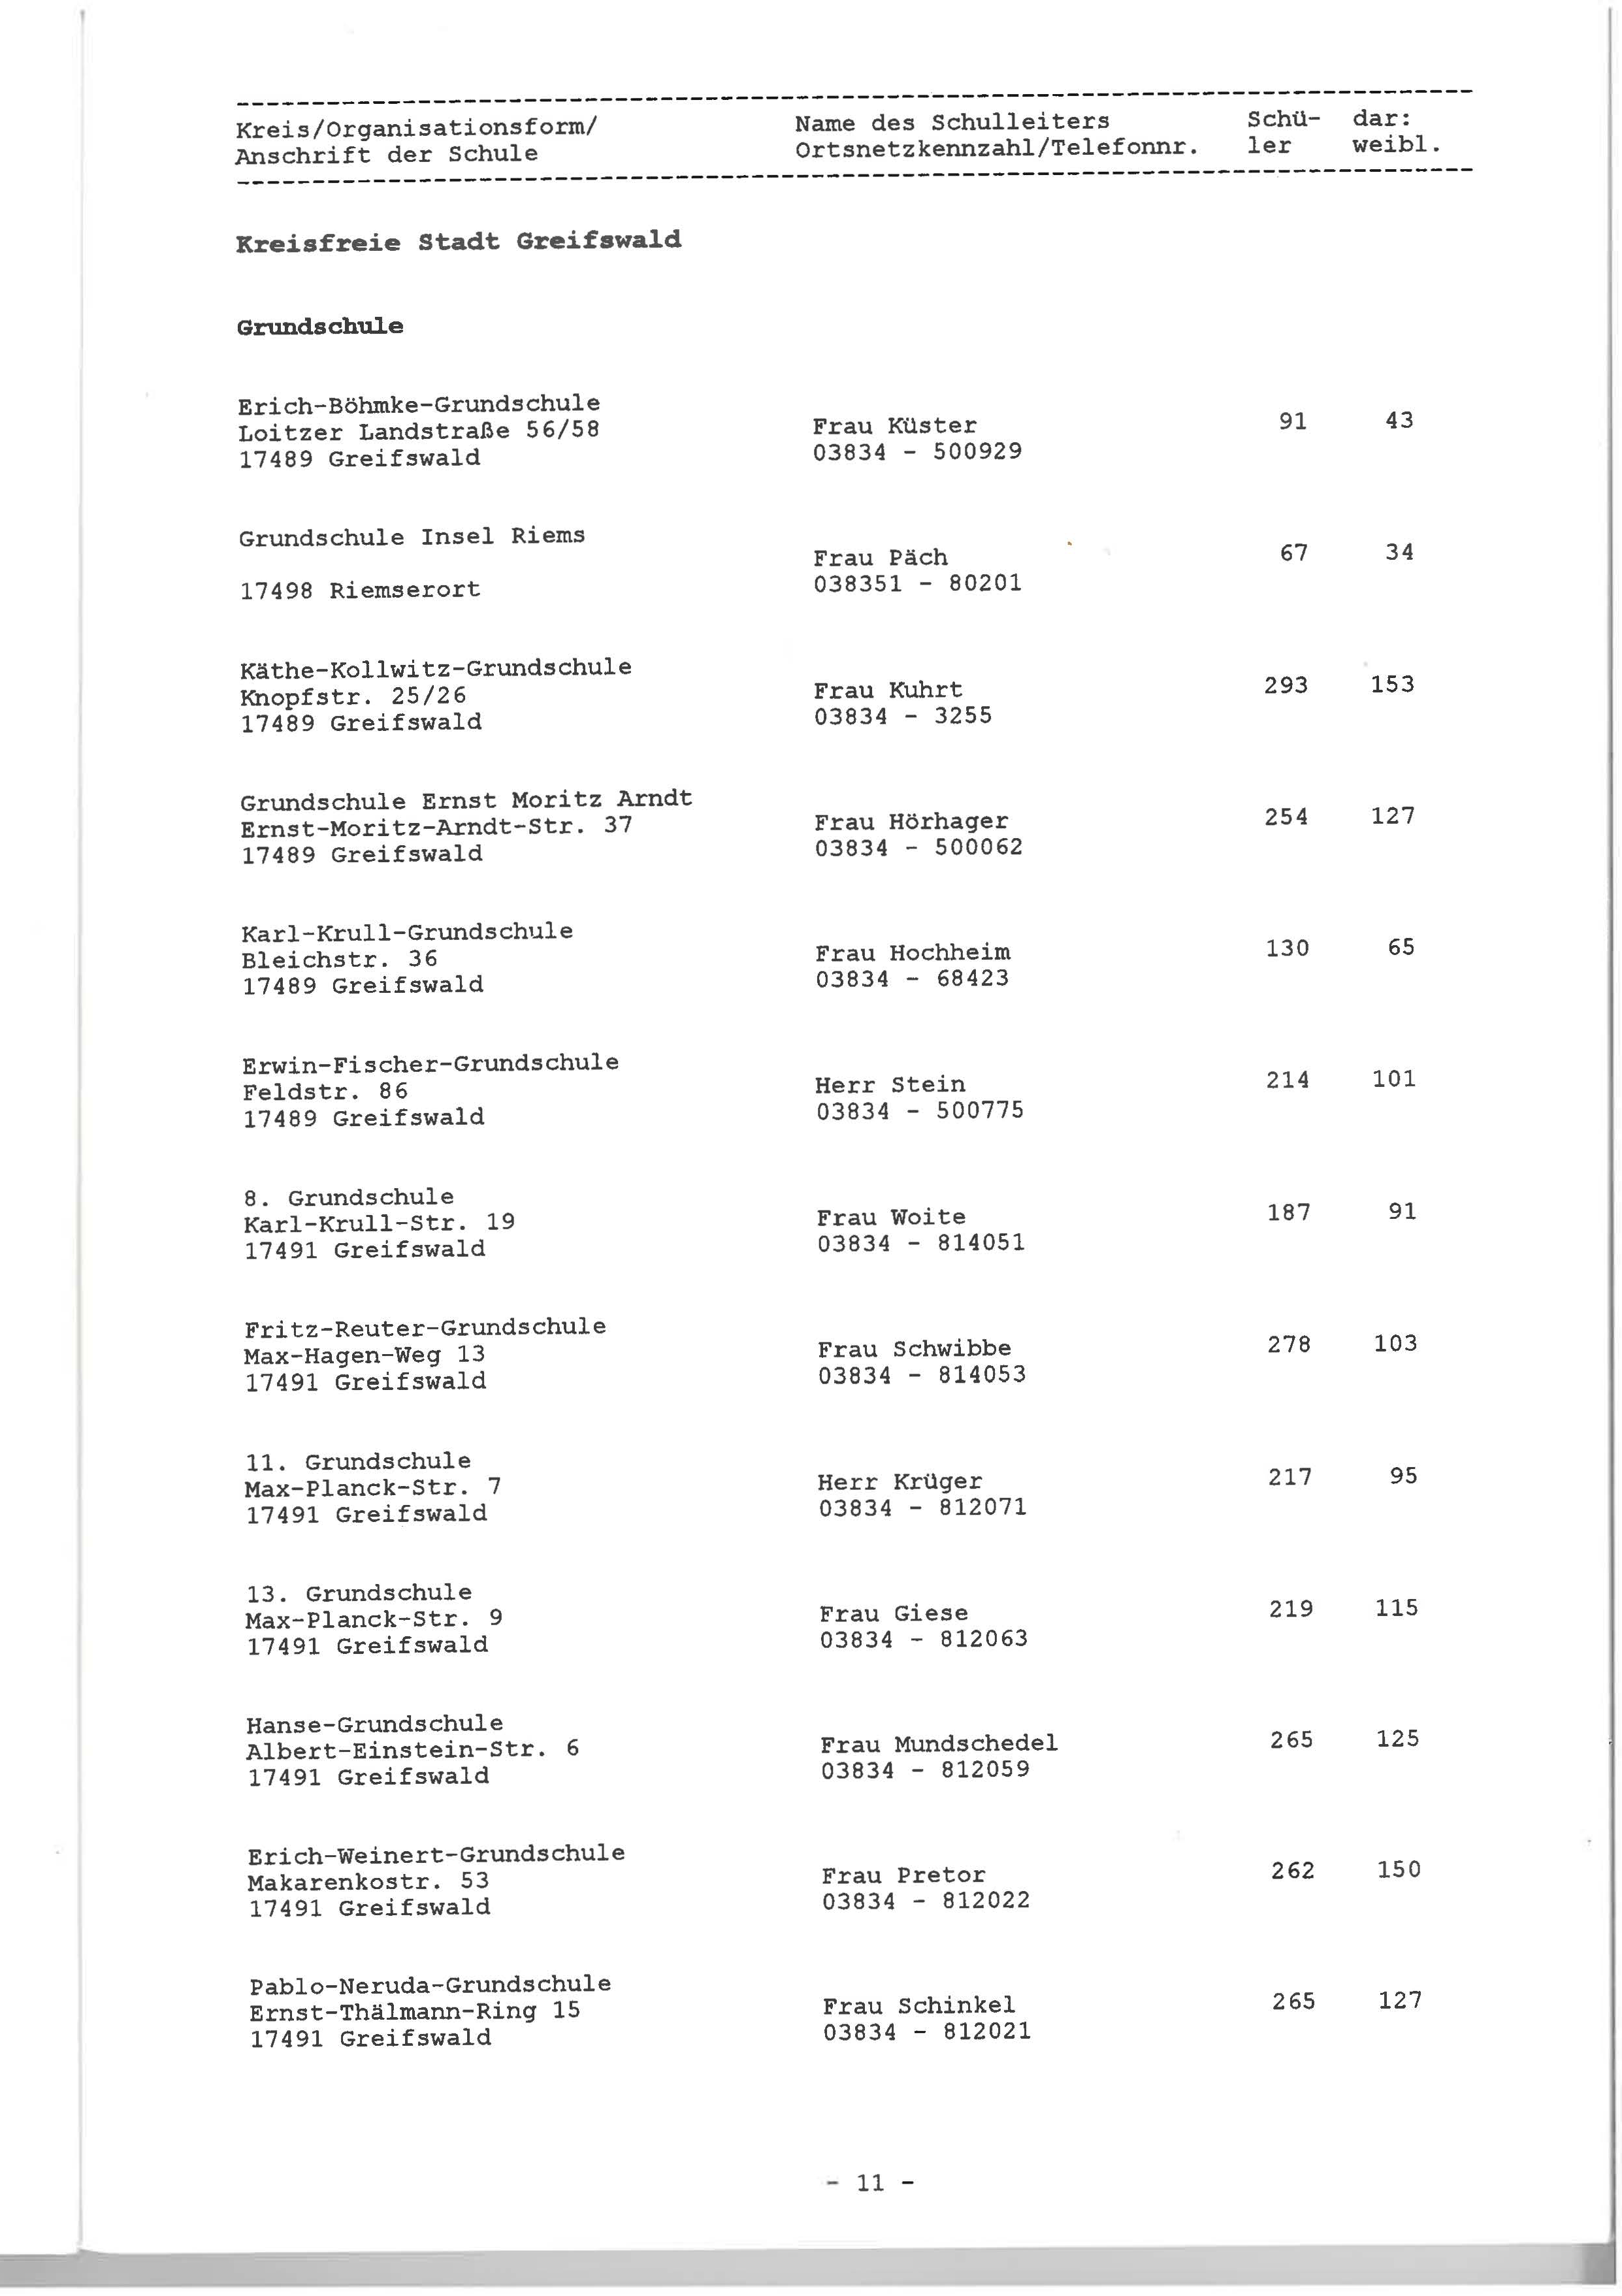 Kreis/Organisationsform/ Name des Schulleiters Schü- dar:
Anschrift der Schule Ortsnetzkennzahl/Telefonnr. ler weibl.
Kreisfreie Stadt Greifswald
Grundschule
Erich-Böhmke-Grundschule
Loitzer Landstraße 56/58 Frau Küster 91 43
17489 Greifswald 03834 - 500929
Grundschule Insel Riems
Frau Päch 67 34
17498 Riemserort 038351 - 80201
Käthe-Kollwitz-Grundschule
Knopfstr. 25/26 Frau Kuhrt 293 153
17489 Greifswald 03834 - 3255
Grundschule Ernst Moritz Arndt
Ernst-Moritz-Arndt-Str. 37 Frau Hörhager 254 127
17489 Greifswald 03834 - 500062
Karl-Krull-Grundschule
Bleichstr. 36 Frau Hochheim 130 65
17489 Greifswald 03834 - 68423
Erwin-Fischer-Grundschule
Feldstr. 86 Herr Stein 214 101
17489 Greifswald 03834 - 500775
8. Grundschule
Karl-Krull-Str. 19 Frau Woite 187 91
17491 Greifswald 03834 - 814051
Fritz-Reuter-Grundschule
Max-Hagen-Weg 13 Frau Schwibbe 278 103
17491 Greifswald 03834 - 814053
11. Grundschule
Max-Planck-Str. 7 Herr Krüger 217 95
17491 Greifswald 03834 - 812071
13. Grundschule
Max-Planck-Str. 9 Frau Giese 219 115
17491 Greifswald 03834 - 812063
Hanse-Grundschule
Albert-Einstein-Str. 6 Frau Mundschedel 265 125
17491 Greifswald 03834 - 812059
Erich-Weinert-Grundschule
Makarenkostr. 53 Frau Pretor 262 150
17491 Greifswald 03834 - 812022
Pablo-Neruda-Grundschule
Ernst-Thälmann-Ring 15 Frau Schinkel 265 127
17491 Greifswald 03834 - 812021
- 11 -